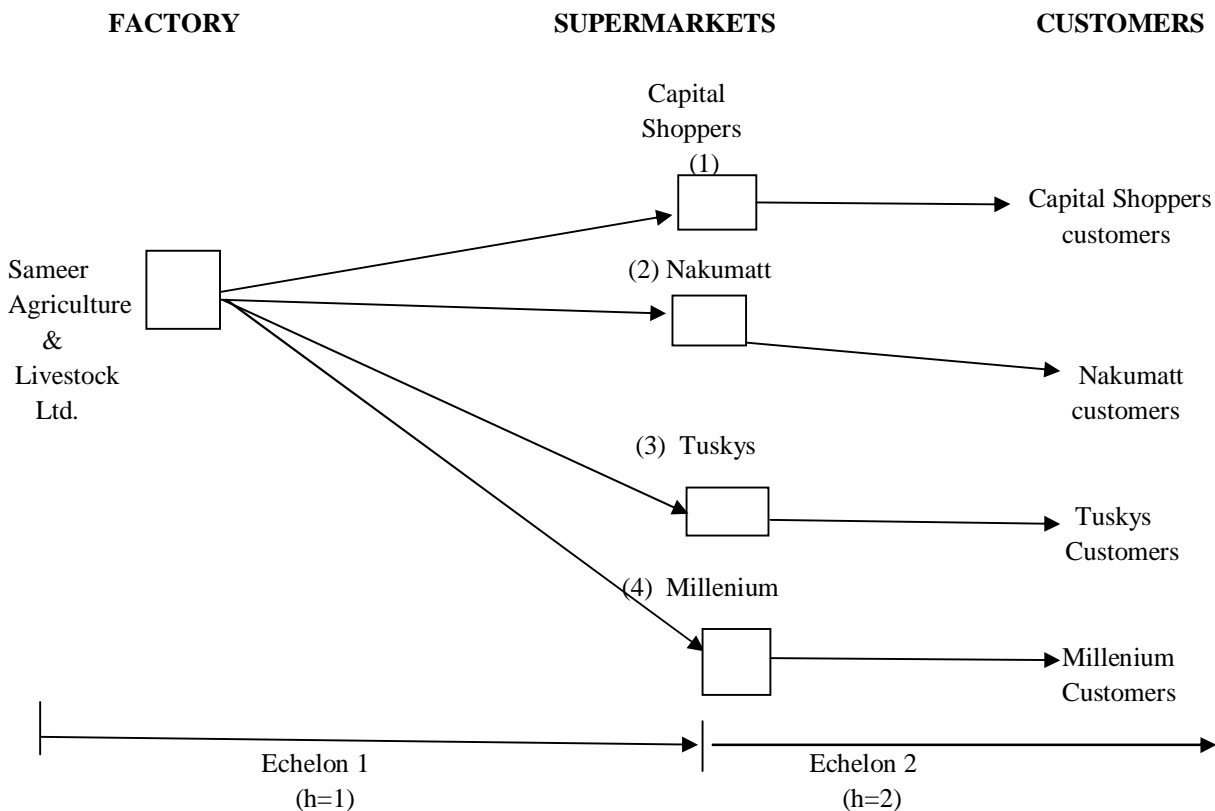 FACTORY SUPERMARKETS CUSTOMERS
Capital
Shoppers
(1)
Capital Shoppers
customers
Sameer
Agriculture
&
Livestock
Ltd.
(2) Nakumatt
Nakumatt
customers
(3) Tuskys
Tuskys
Customers
(4) Millenium
Millenium
Customers
Echelon 1
(h=1)
Echelon 2
(h=2)